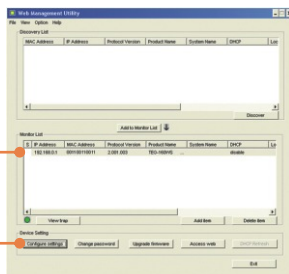 Web Management Utility
File View Option Help
Discovery List
MAC Address IP Address Protocol Version Product Name System Name DHCP Loc
Discover
Add to Monitor List
Monitor List
S IP Address MAC Address Protocol Version Product Name System Name DHCP Lo
192.168.0.1 001100110011 2.001.003 disable
View trap Add item Delete item
Device Setting
Configure settings Change password Upgrade firmware Access web
Exit